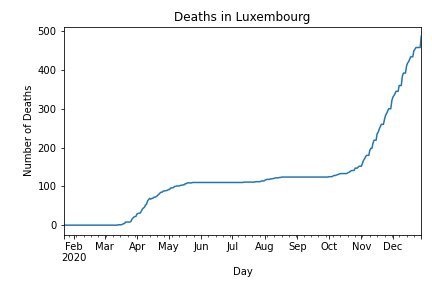 Deaths in Luxembourg
500
400
300
200
100
0
Number of Deaths
Feb Mar Apr May Jun Jul Aug Sep Oct Nov Dec
2020
Day